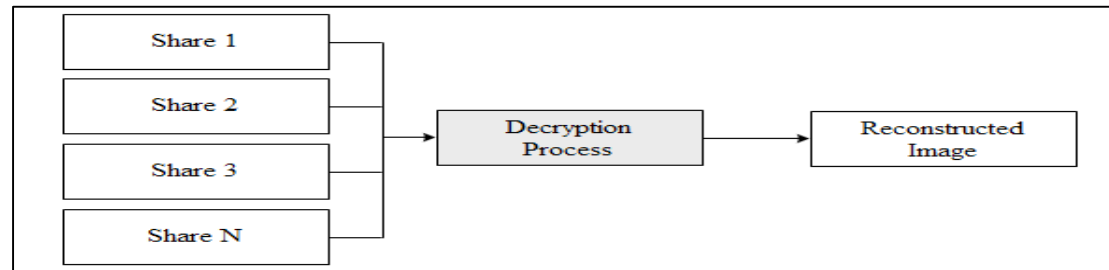 Share 1
Share 2
Share 3
Share N
Decryption
Process
Reconstructed
Image